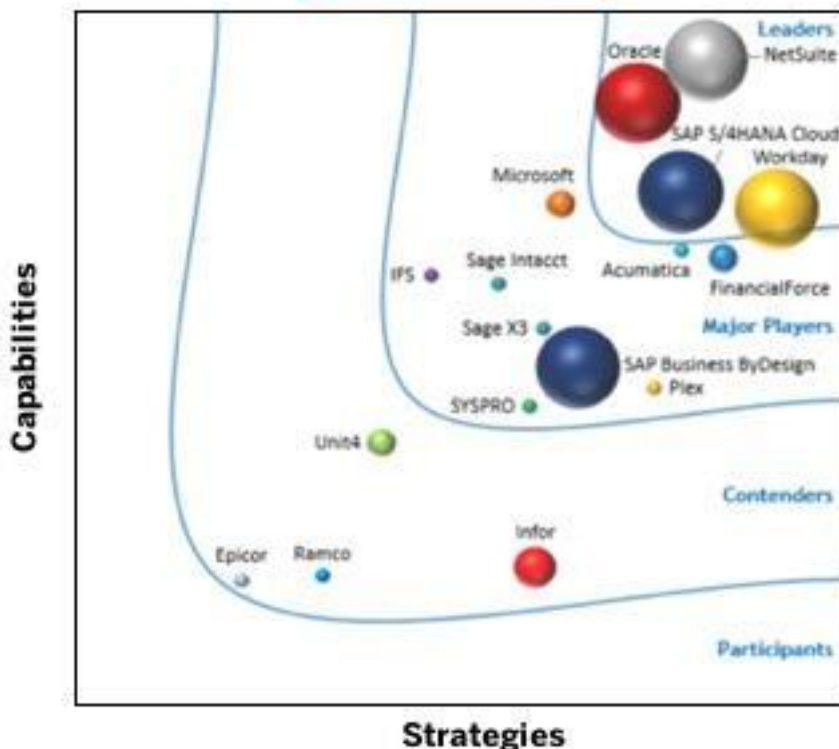 Leaders
NetSuite
Oracle
SAP S/4HANA Cloud
Workday
Microsoft
Sage Intacct
IFS
Acumatica
FinancialForce
Sage X3
Major Players
SAP Business ByDesign
Plex
SYSPRO
Unit4
Contenders
Infor
Epicor
Ramco
Participants
Capabilities
Strategies